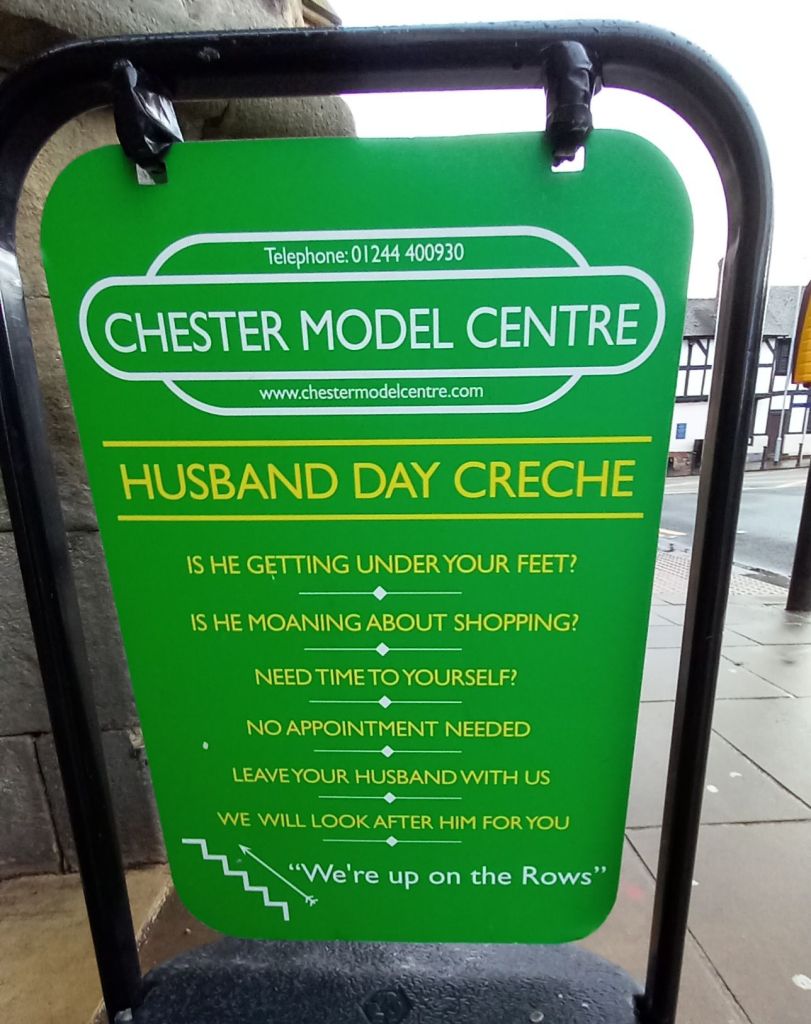 Telephone: 01244 400930
CHESTER MODEL CENTRE
www.chestermodelcentre.com
HUSBAND DAY CRECHE
IS HE GETTING UNDER YOUR FEET?
IS HE MOANING ABOUT SHOPPING?
NEED TIME TO YOURSELF?
NO APPOINTMENT NEEDED
LEAVE YOUR HUSBAND WITH US
WE WILL LOOK AFTER HIM FOR YOU
“We're up on the Rows”